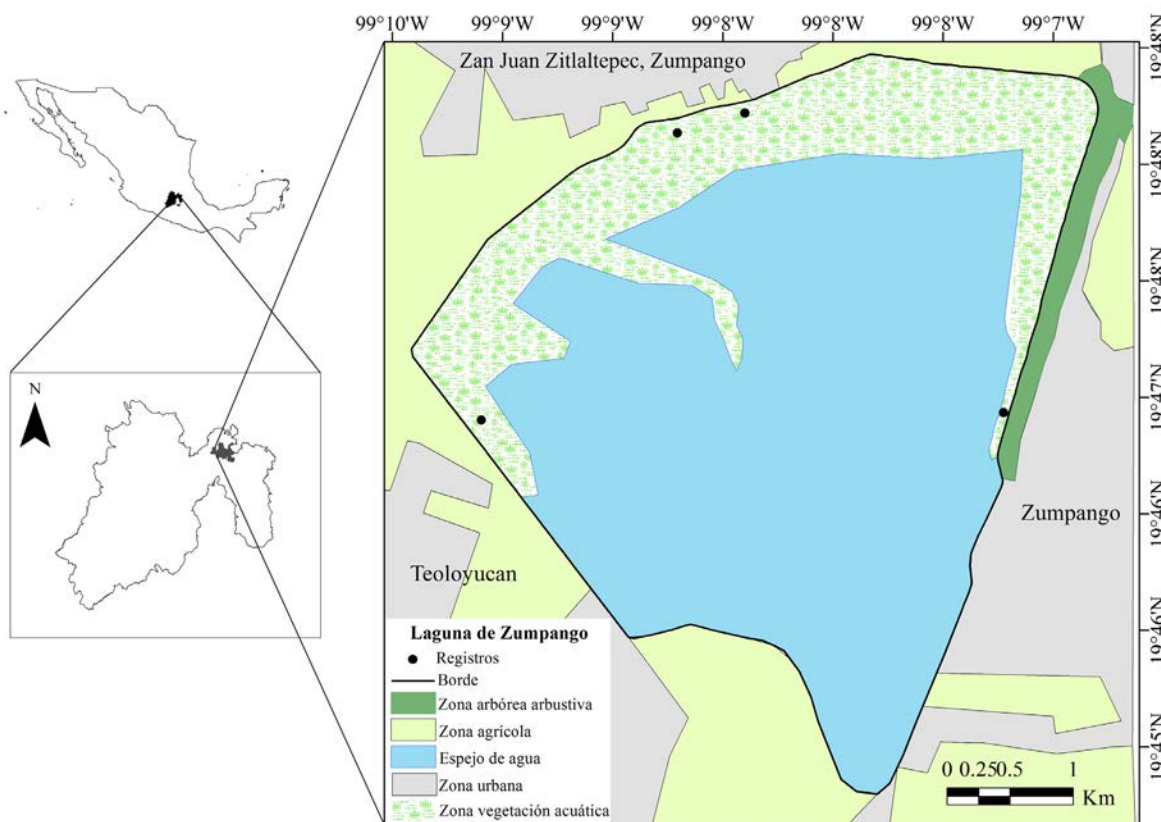 99°10'W 99°9'W 99°9'W 99°8'W 99°8'W 99°8'W 99°7'W
Zan Juan Zitlaltepec, Zumpango
19°48'N
19°48'N
19°48'N
19°47'N
19°46'N
19°46'N
19°45'N
N
Zumpango
Teoloyucan
Laguna de Zumpango
Registros
Borde
Zona arbórea arbustiva
Zona agrícola
Espejo de agua
Zona urbana
Zona vegetación acuática
0 0.25 0.5 1
Km